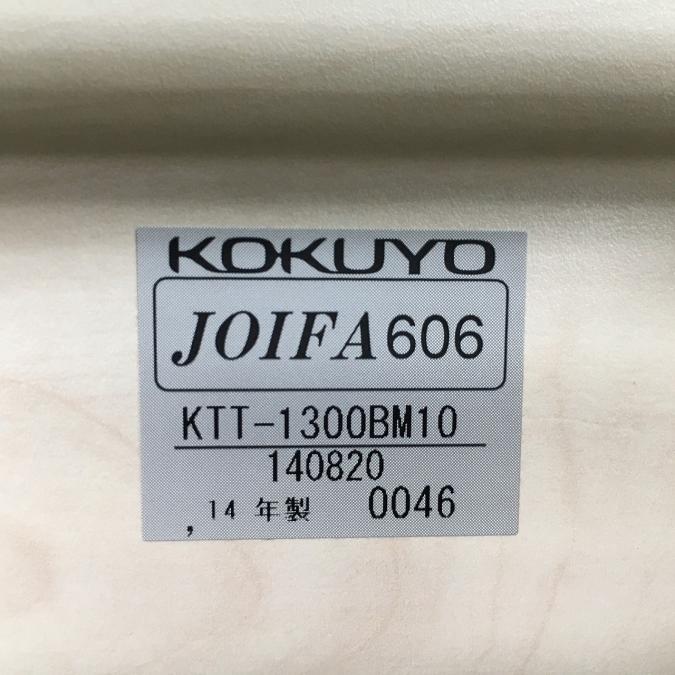 KOKUYO
JOIFA606
KTT-1300BM10
140820
,14 年製 0046